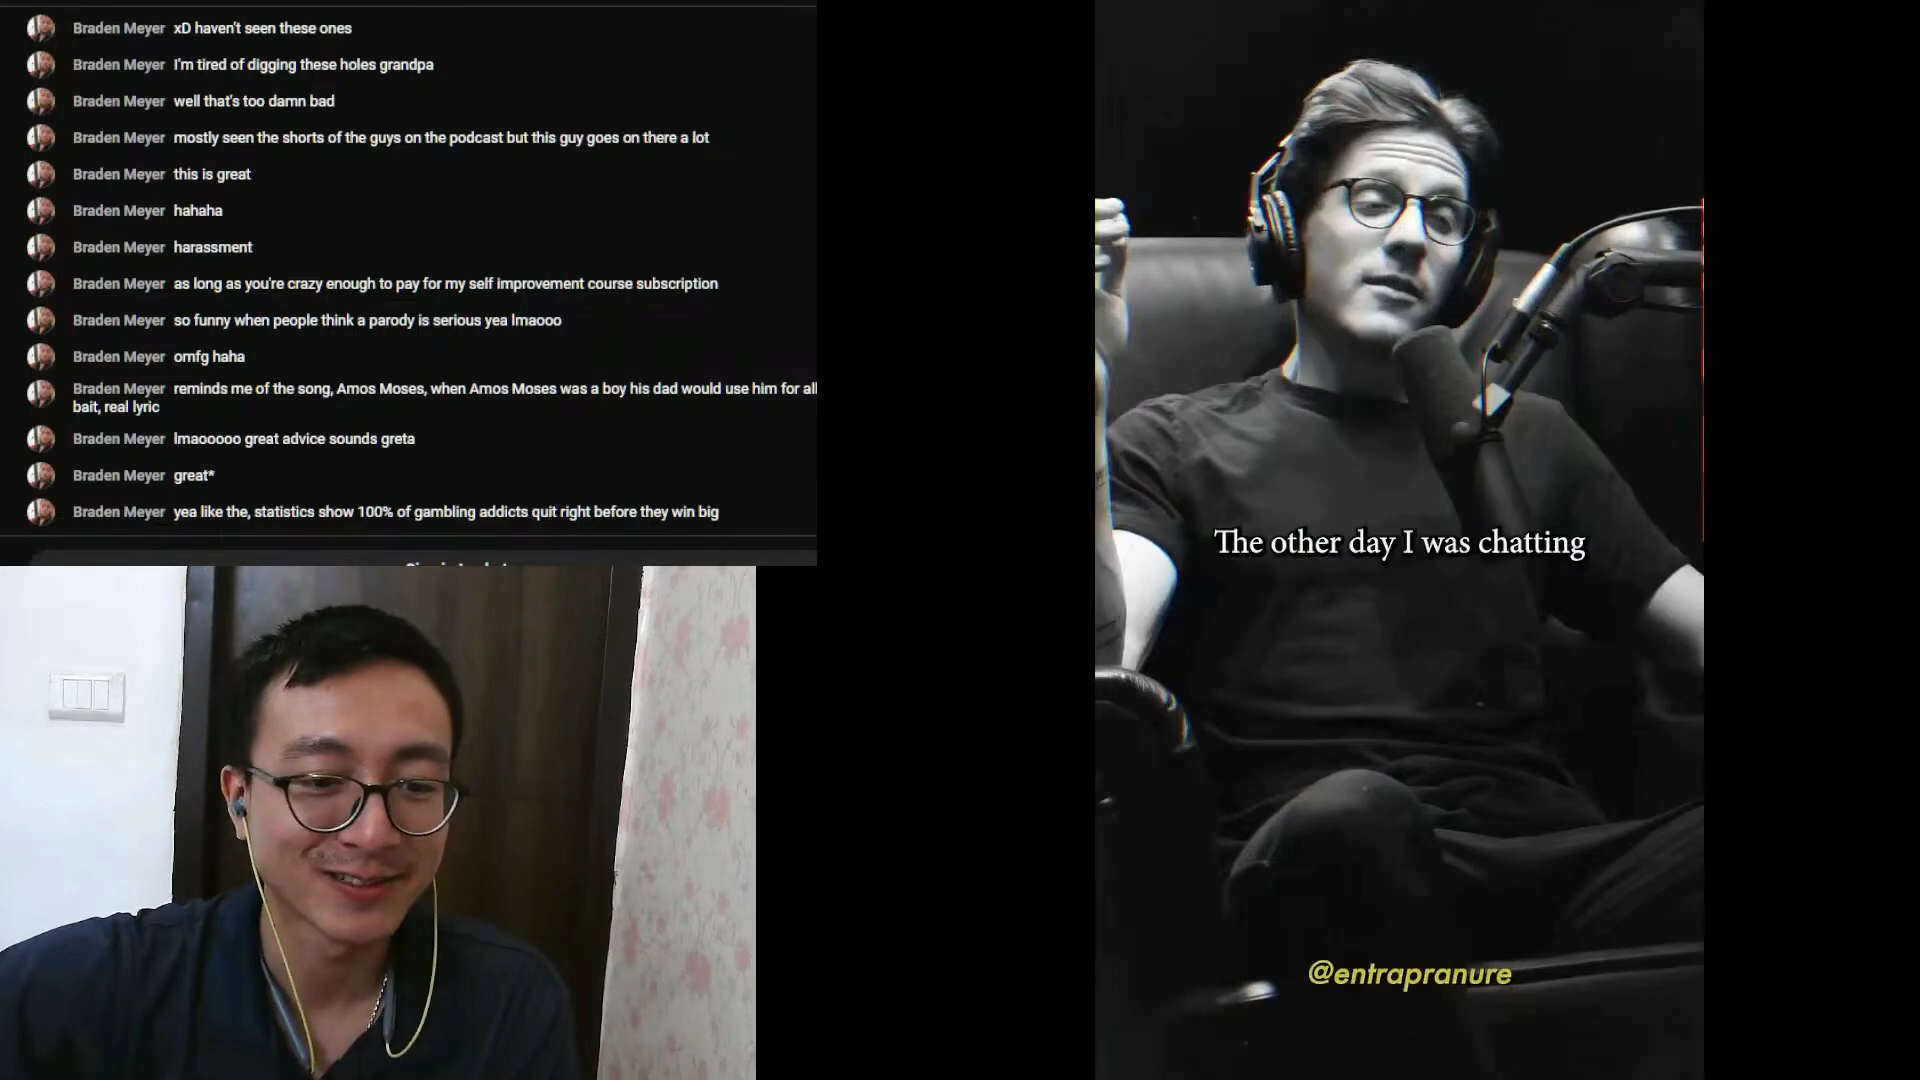 Braden Meyer xD haven't seen these ones
Braden Meyer I'm tired of digging these holes grandpa
Braden Meyer well that's too damn bad
Braden Meyer mostly seen the shorts of the guys on the podcast but this guy goes on there a lot
Braden Meyer this is great
Braden Meyer hahaha
Braden Meyer harassment
Braden Meyer as long as you're crazy enough to pay for my self improvement course subscription
Braden Meyer so funny when people think a parody is serious yea lmaooo
Braden Meyer omfg haha
Braden Meyer reminds me of the song, Amos Moses, when Amos Moses was a boy his dad would use him for all
bait, real lyric
Braden Meyer lmaooooo great advice sounds greta
Braden Meyer great*
Braden Meyer yea like the, statistics show 100% of gambling addicts quit right before they win big
The other day I was chatting
@entrapranure